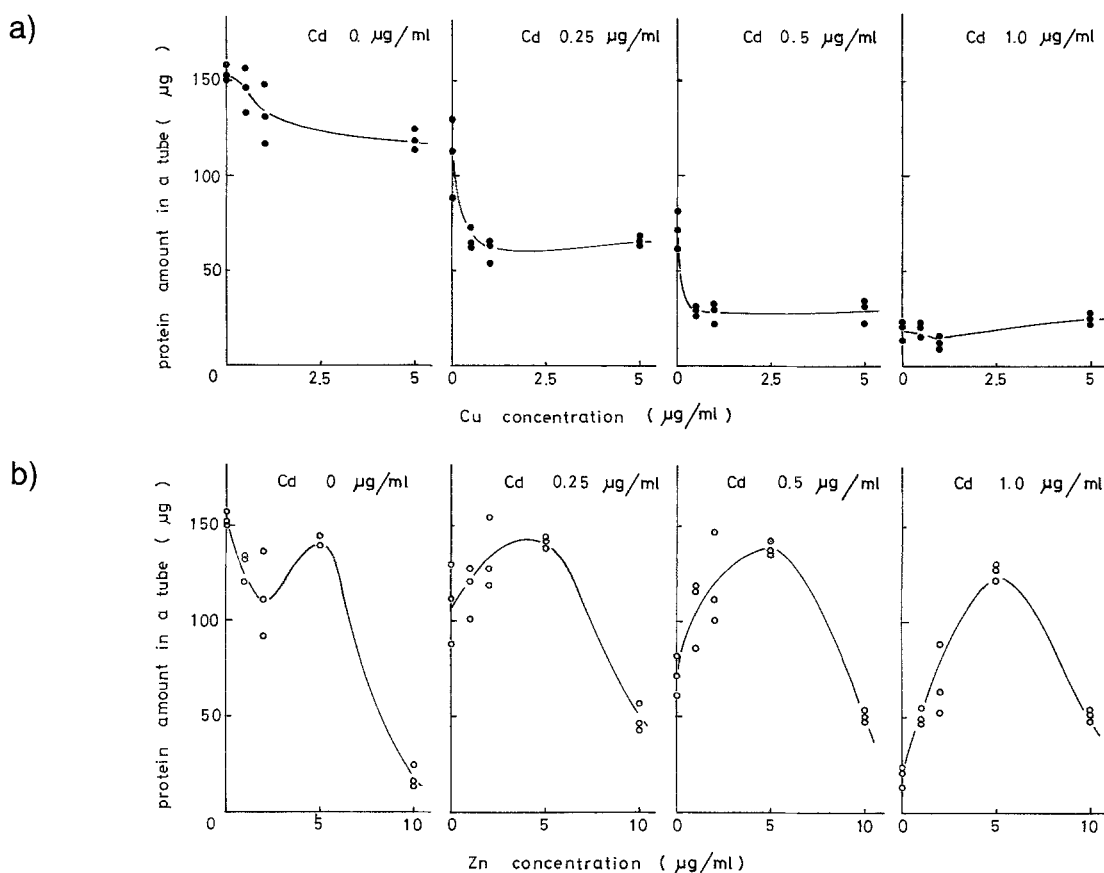 a)
Cd 0 µg/ml
Cd 0.25 µg/ml
Cd 0.5 µg/ml
Cd 1.0 µg/ml
protein amount in a tube ( µg )
150
100
50
0
0 2.5 5
0 2.5 5
0 2.5 5
0 2.5 5
Cu concentration ( µg/ml )
b)
Cd 0 µg/ml
Cd 0.25 µg/ml
Cd 0.5 µg/ml
Cd 1.0 µg/ml
protein amount in a tube ( µg )
150
100
50
0 5 10
0 5 10
0 5 10
0 5 10
Zn concentration ( µg/ml )